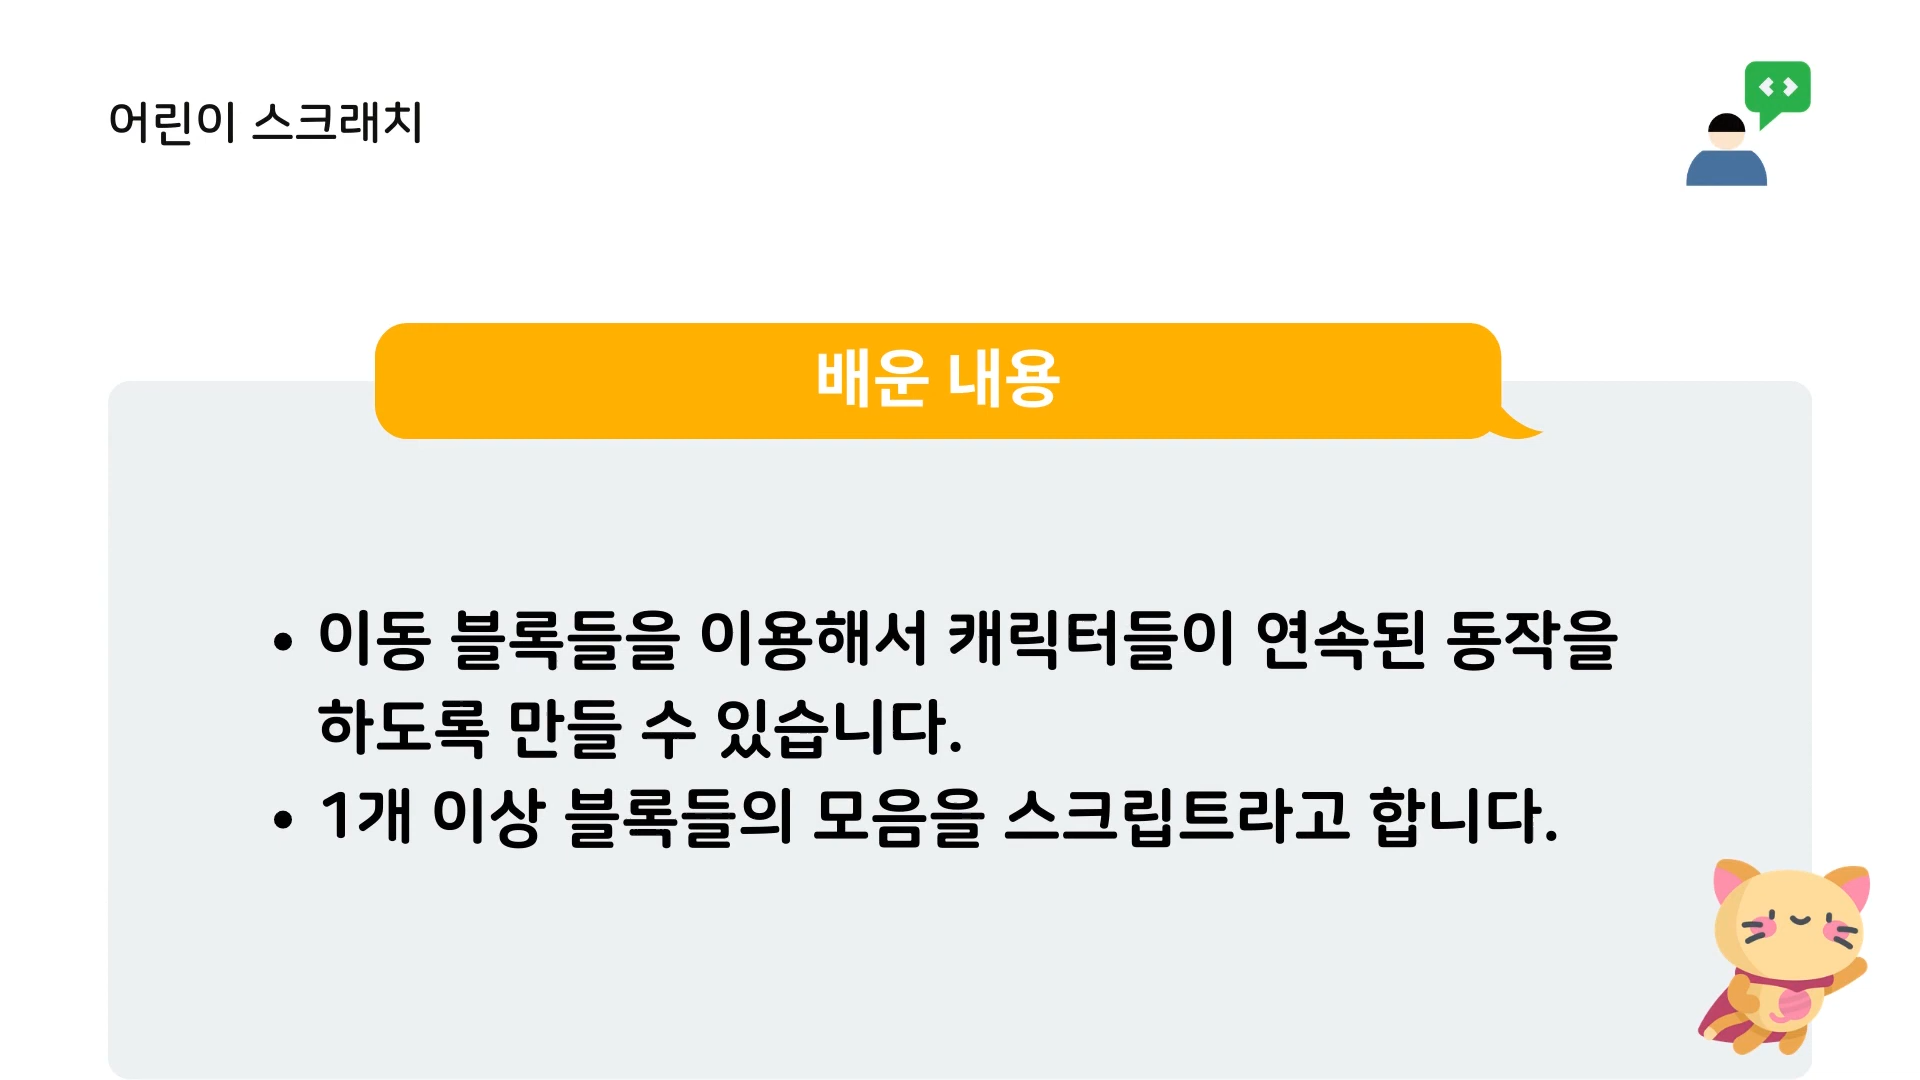 어린이 스크래치
배운 내용
• 이동 블록들을 이용해서 캐릭터들이 연속된 동작을
하도록 만들 수 있습니다.
• 1개 이상 블록들의 모음을 스크립트라고 합니다.